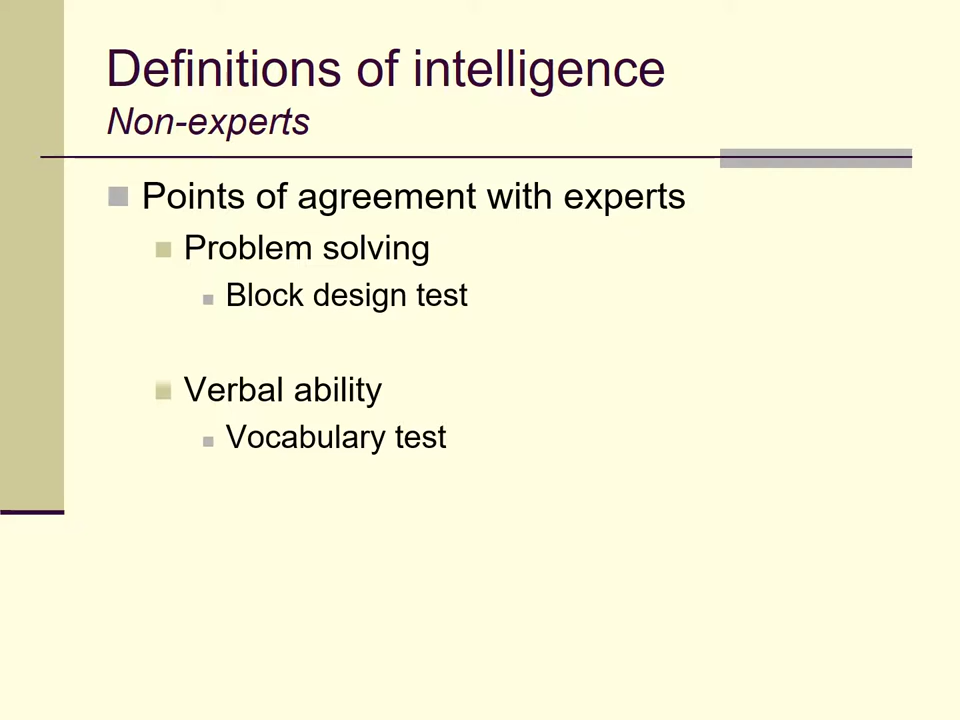 Definitions of intelligence
Non-experts
Points of agreement with experts
Problem solving
Block design test
Verbal ability
Vocabulary test